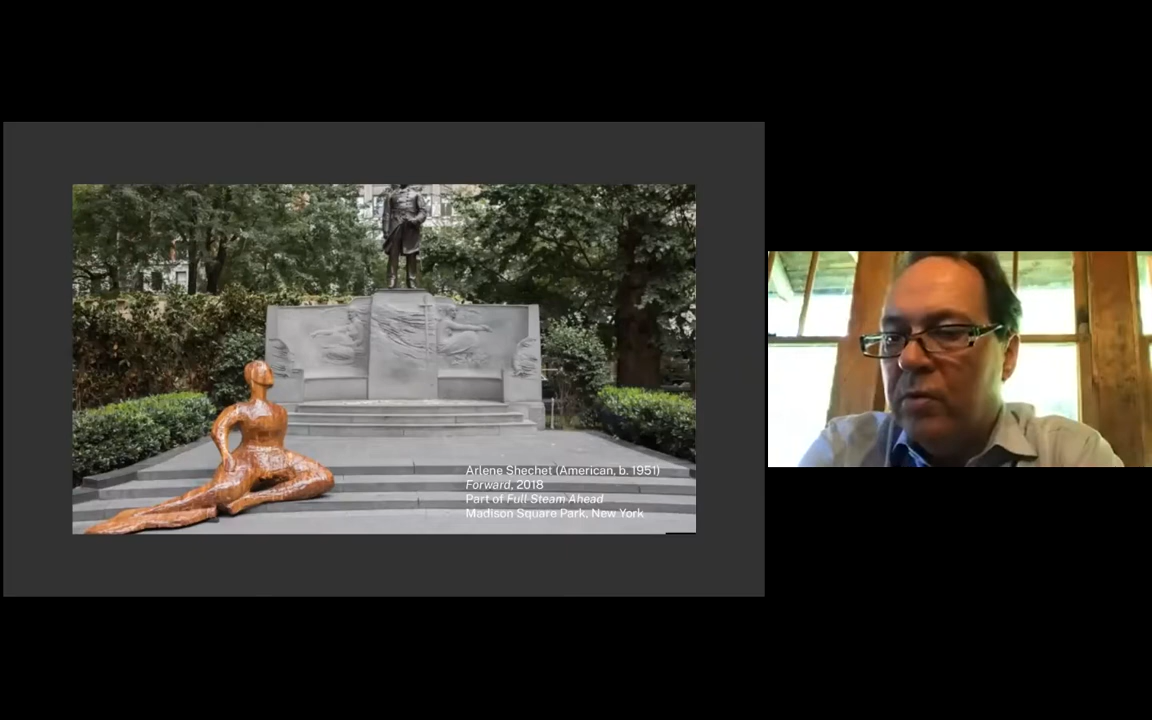 Arlene Shechet (American, b. 1951)
Forward, 2018
Part of Full Steam Ahead
Madison Square Park, New York